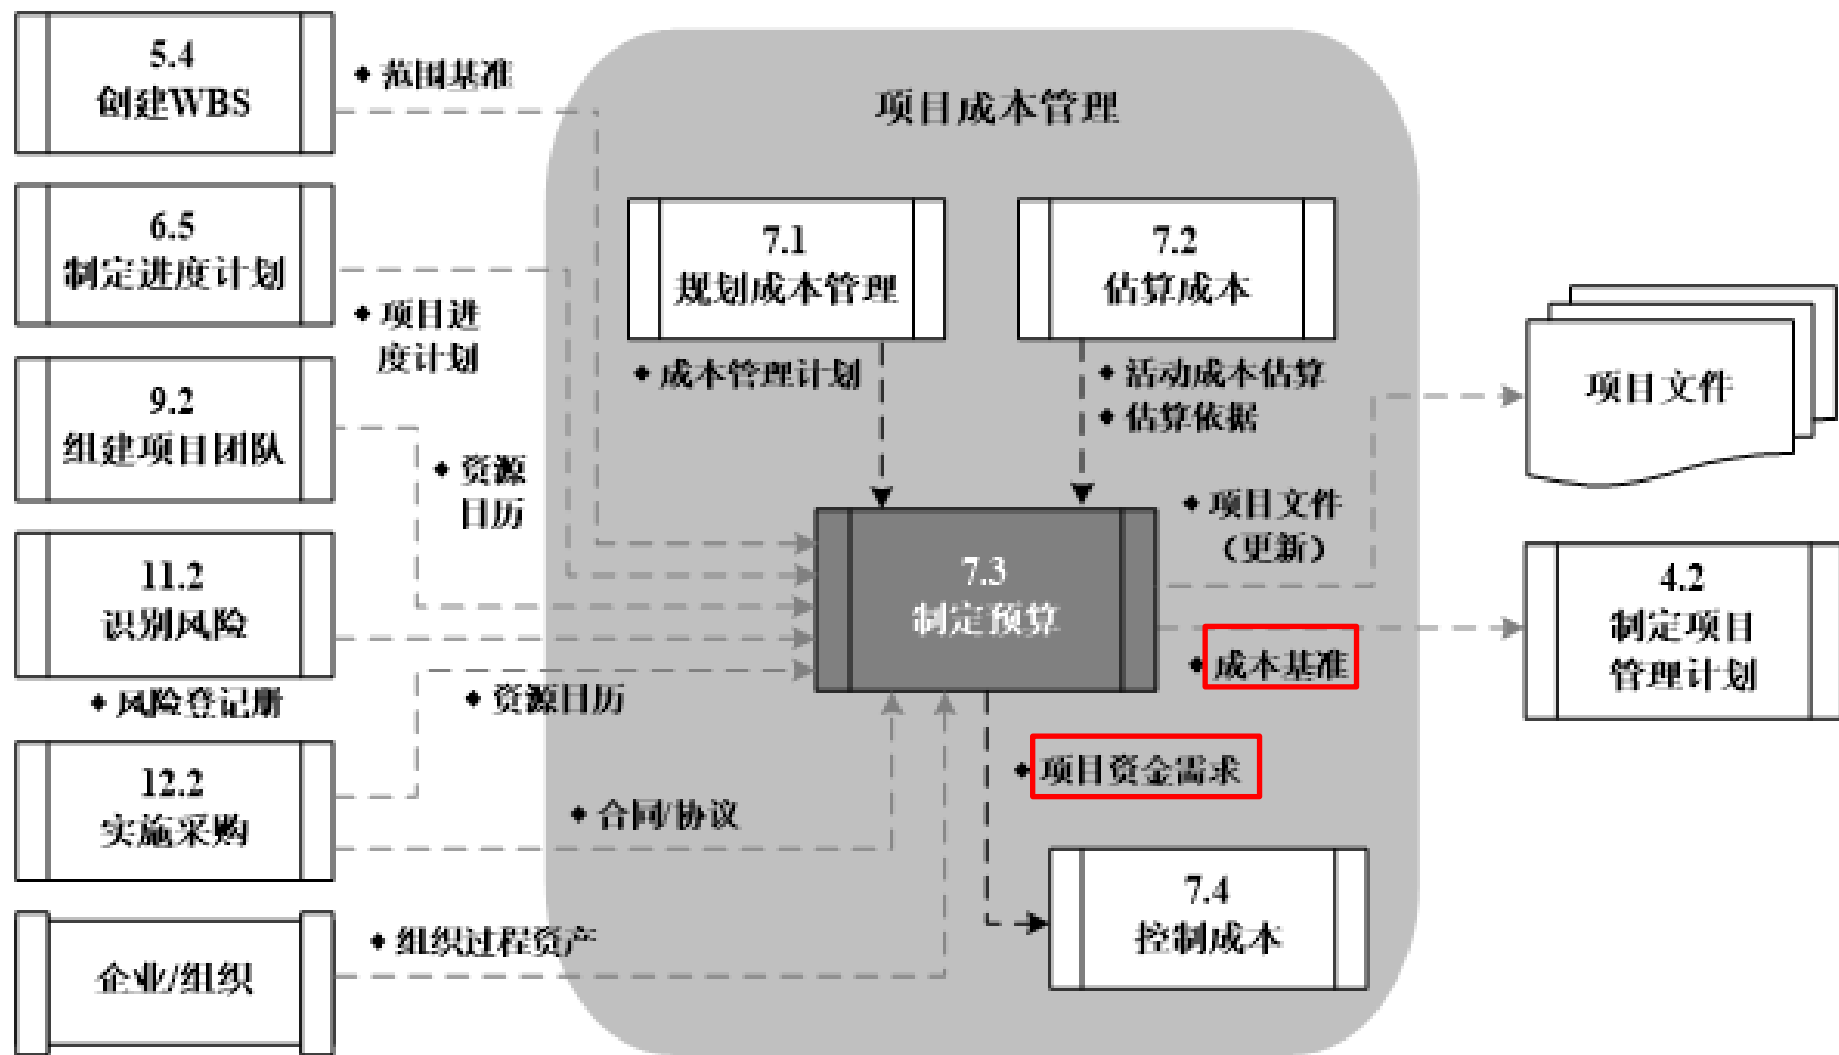 5.4
创建WBS
◆ 范围基准
6.5
制定进度计划
◆ 项目进
度计划
9.2
组建项目团队
◆ 资源
日历
11.2
识别风险
◆ 风险登记册
12.2
实施采购
◆ 资源日历
◆ 合同/协议
企业/组织
◆ 组织过程资产
项目成本管理
7.1
规划成本管理
◆ 成本管理计划
7.2
估算成本
◆ 活动成本估算
◆ 估算依据
7.3
制定预算
◆ 项目文件
（更新）
◆ 成本基准
◆ 项目资金需求
7.4
控制成本
项目文件
4.2
制定项目
管理计划